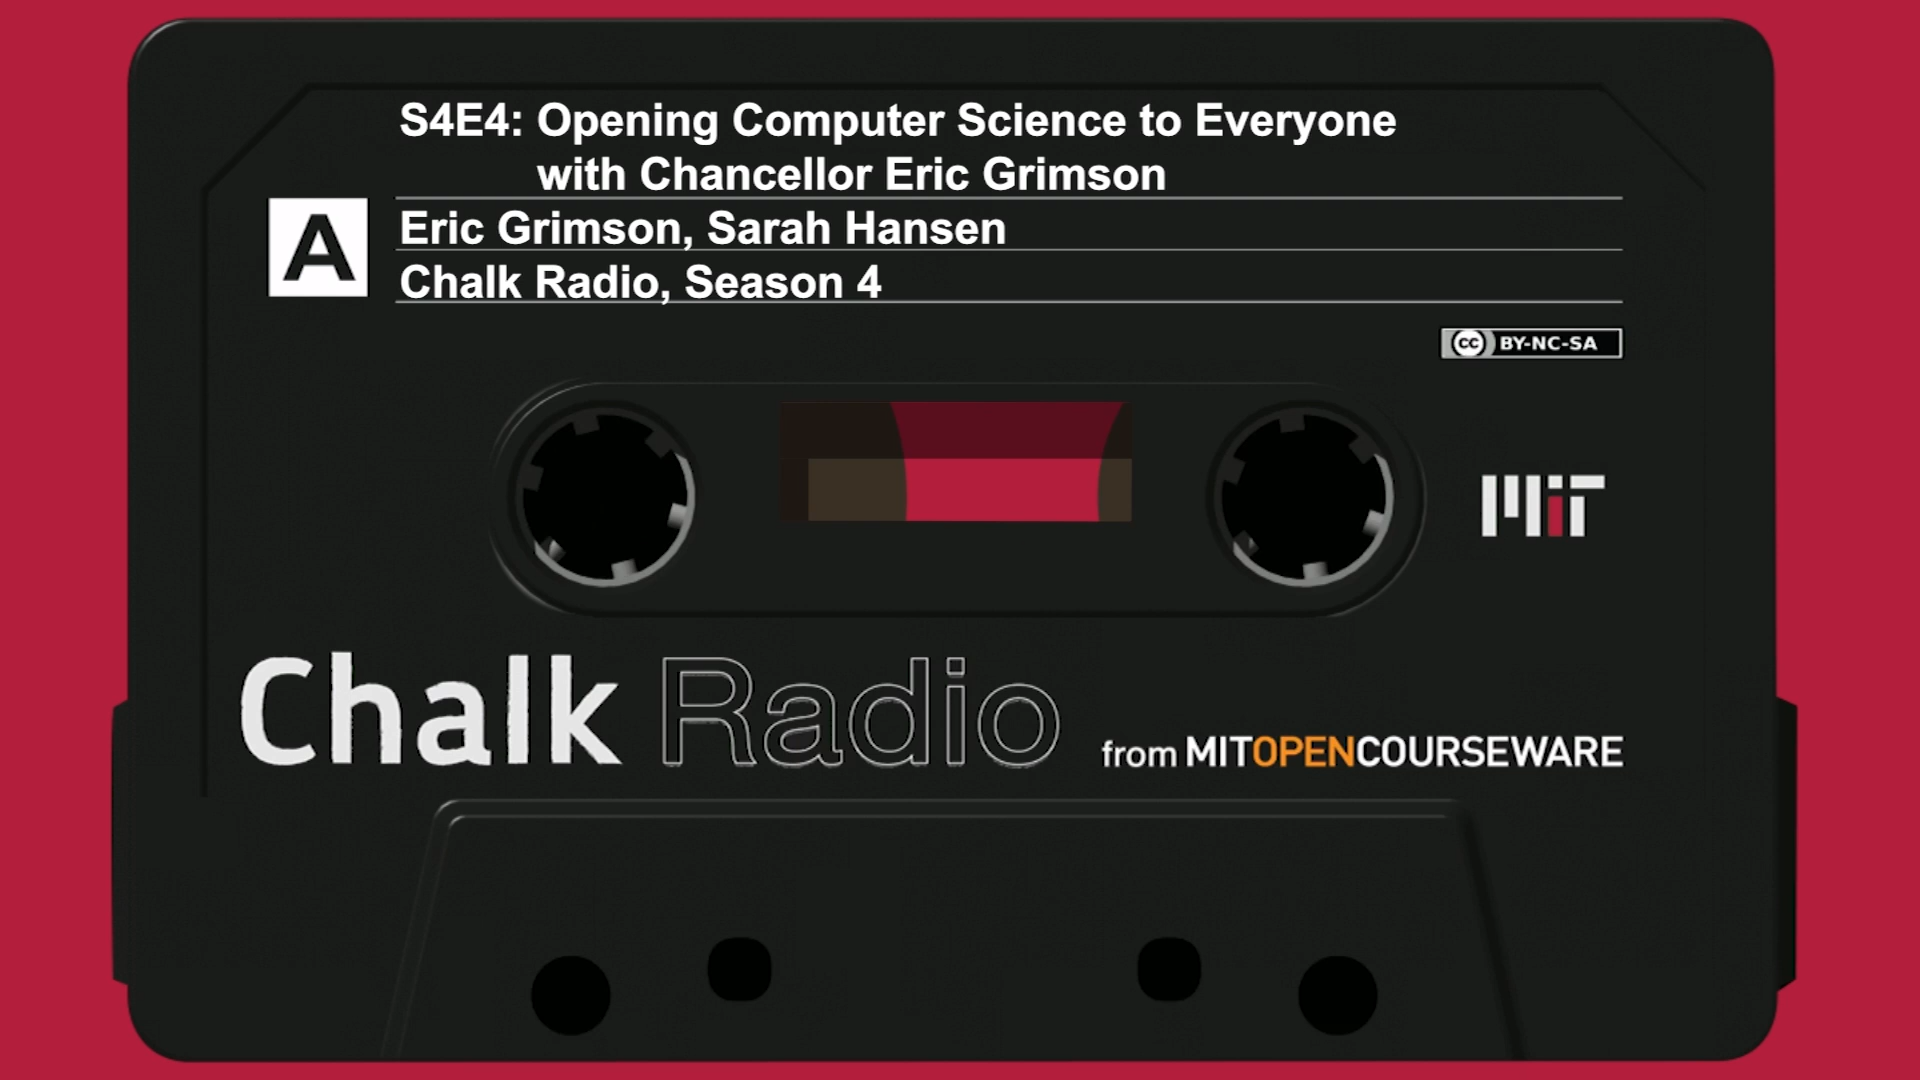 S4E4: Opening Computer Science to Everyone
with Chancellor Eric Grimson
A
Eric Grimson, Sarah Hansen
Chalk Radio, Season 4
cc BY-NC-SA
MIT
Chalk Radio
from MITOPENCOURSEWARE